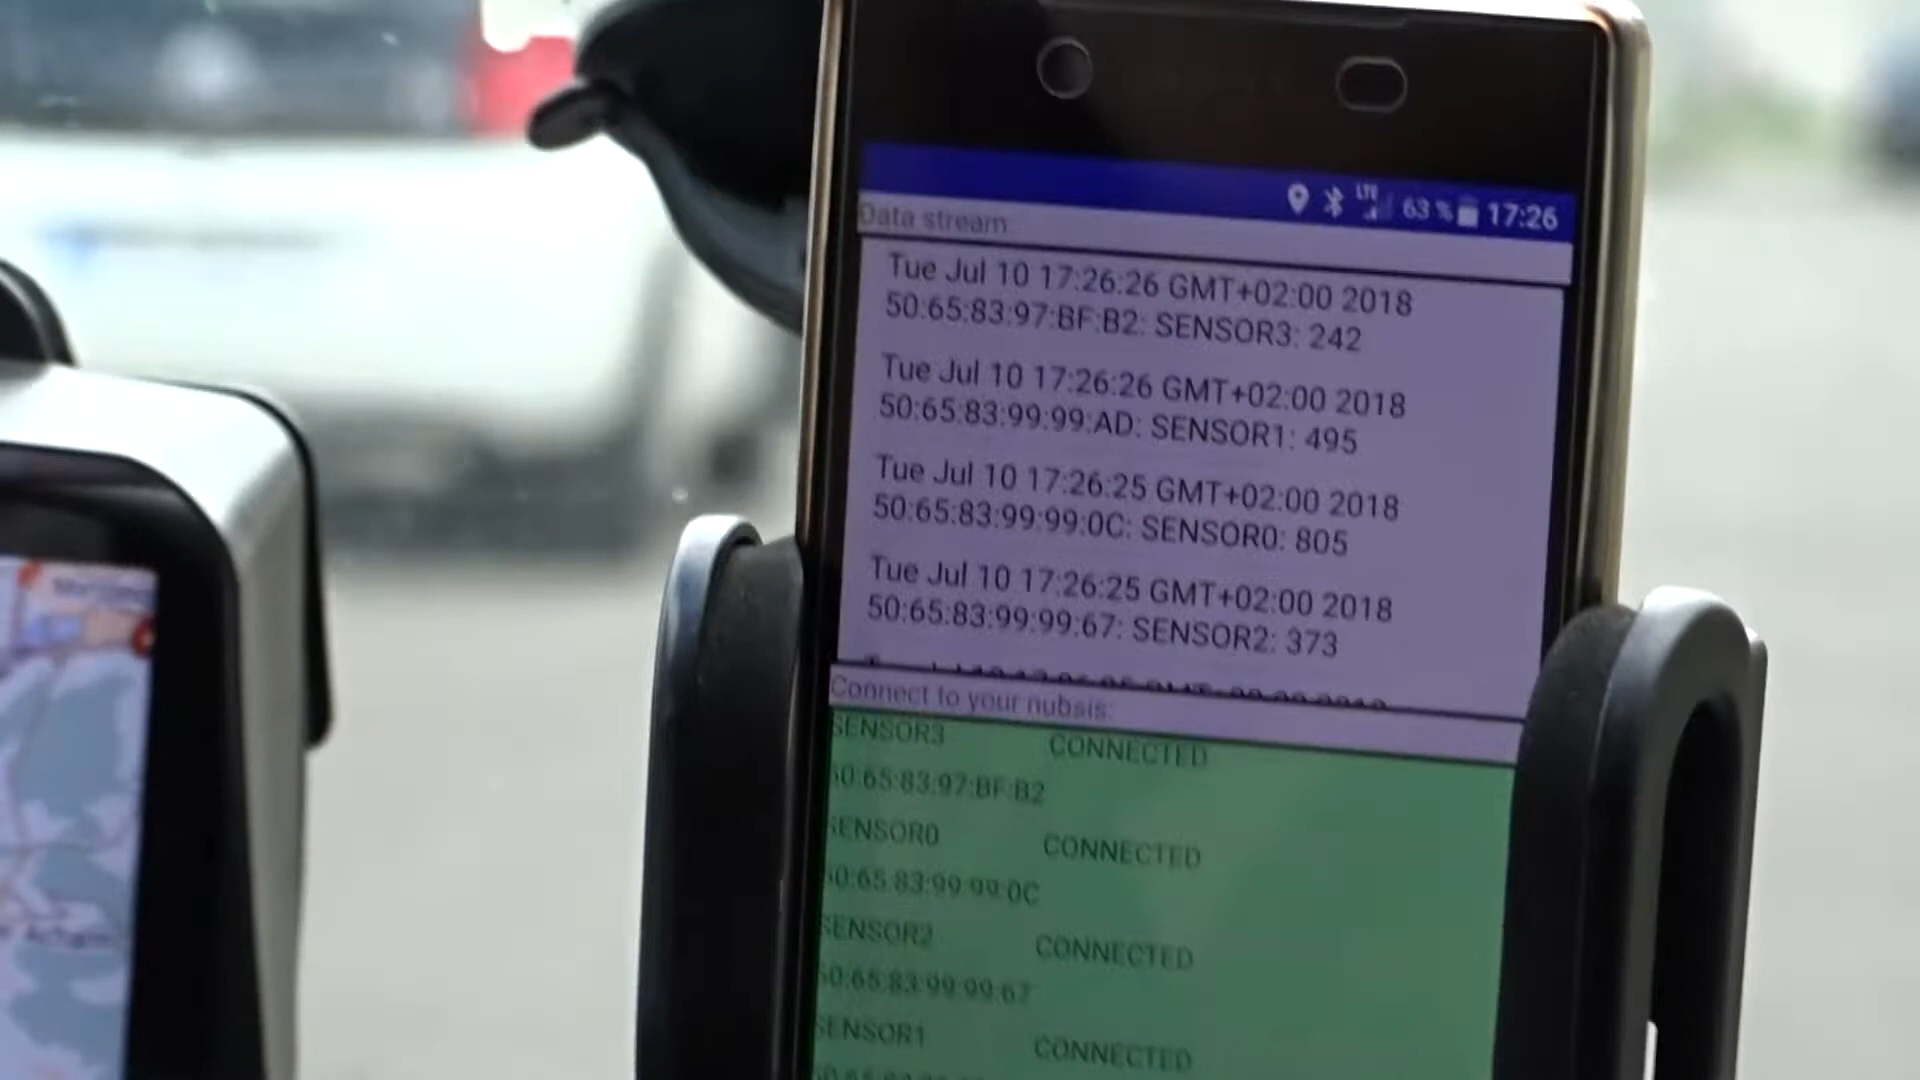 LTE 63 % 17:26
Data stream:
Tue Jul 10 17:26:26 GMT+02:00 2018
50:65:83:97:BF:B2: SENSOR3: 242
Tue Jul 10 17:26:26 GMT+02:00 2018
50:65:83:99:99:AD: SENSOR1: 495
Tue Jul 10 17:26:25 GMT+02:00 2018
50:65:83:99:99:0C: SENSOR0: 805
Tue Jul 10 17:26:25 GMT+02:00 2018
50:65:83:99:99:67: SENSOR2: 373
Connect to your nubsis:
SENSOR3 CONNECTED
50:65:83:97:BF:B2
SENSOR0 CONNECTED
50:65:83:99:99:0C
SENSOR2 CONNECTED
50:65:83:99:99:67
SENSOR1 CONNECTED